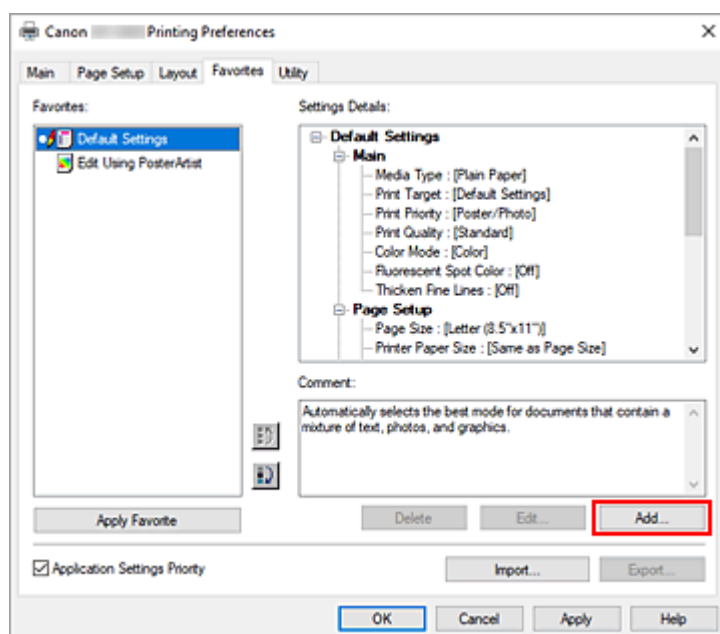 Canon Printing Preferences
Main Page Setup Layout Favorites Utility
Favorites:
Default Settings
Edit Using PosterArtist
Settings Details:
Default Settings
Main
Media Type : [Plain Paper]
Print Target : [Default Settings]
Print Priority : [Poster/Photo]
Print Quality : [Standard]
Color Mode : [Color]
Fluorescent Spot Color : [Off]
Thicken Fine Lines : [Off]
Page Setup
Page Size : [Letter (8.5"x11")]
Printer Paper Size : [Same as Page Size]
Comment:
Automatically selects the best mode for documents that contain a
mixture of text, photos, and graphics.
Apply Favorite
Delete Edit... Add...
Application Settings Priority
Import... Export...
OK Cancel Apply Help